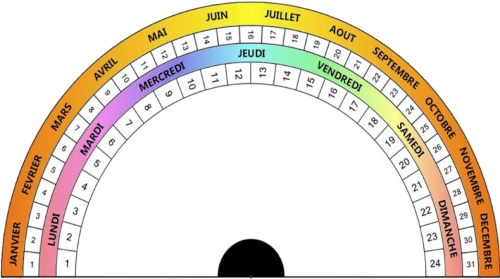 JANVIER FEVRIER MARS AVRIL MAI JUIN JUILLET AOUT SEPTEMBRE OCTOBRE NOVEMBRE DECEMBRE
1 2 3 4 5 6 7 8 9 10 11 12 13 14 15 16 17 18 19 20 21 22 23 24 25 26 27 28 29 30 31
LUNDI MARDI MERCREDI JEUDI VENDREDI SAMEDI DIMANCHE
1 2 3 4 5 6 7 8 9 10 11 12 13 14 15 16 17 18 19 20 21 22 23 24